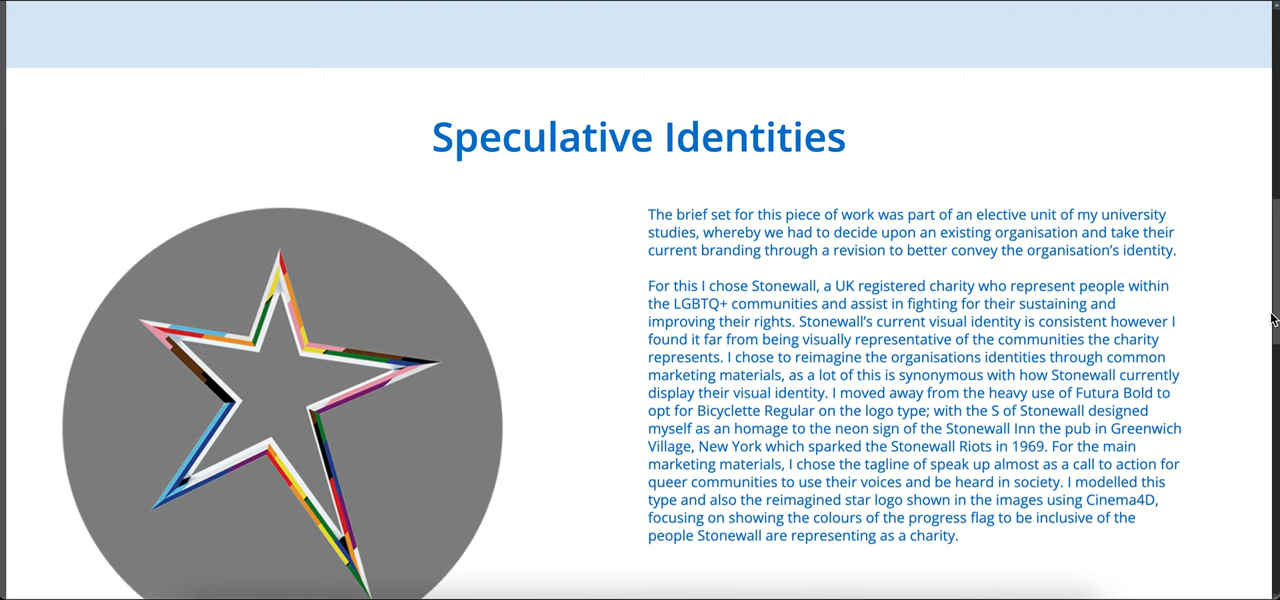 Speculative Identities
The brief set for this piece of work was part of an elective unit of my university
studies, whereby we had to decide upon an existing organisation and take their
current branding through a revision to better convey the organisation’s identity.
For this I chose Stonewall, a UK registered charity who represent people within
the LGBTQ+ communities and assist in fighting for their sustaining and
improving their rights. Stonewall’s current visual identity is consistent however I
found it far from being visually representative of the communities the charity
represents. I chose to reimagine the organisations identities through common
marketing materials, as a lot of this is synonymous with how Stonewall currently
display their visual identity. I moved away from the heavy use of Futura Bold to
opt for Bicyclette Regular on the logo type; with the S of Stonewall designed
myself as an homage to the neon sign of the Stonewall Inn the pub in Greenwich
Village, New York which sparked the Stonewall Riots in 1969. For the main
marketing materials, I chose the tagline of speak up almost as a call to action for
queer communities to use their voices and be heard in society. I modelled this
type and also the reimagined star logo shown in the images using Cinema4D,
focusing on showing the colours of the progress flag to be inclusive of the
people Stonewall are representing as a charity.